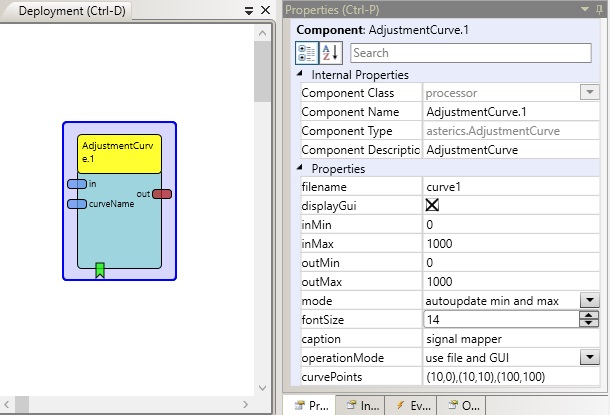 Deployment (Ctrl-D)
AdjustmentCurv
e.1
in
out
curveName
Properties (Ctrl-P)
Component: AdjustmentCurve.1
A
Z
Search
Internal Properties
Component Class processor
Component Name AdjustmentCurve.1
Component Type asterics.AdjustmentCurve
Component Descriptio AdjustmentCurve
Properties
filename curve1
displayGui
inMin 0
inMax 1000
outMin 0
outMax 1000
mode autoupdate min and max
fontSize 14
caption signal mapper
operationMode use file and GUI
curvePoints (10,0),(10,10),(100,100)
Pr... In... Ev... O...